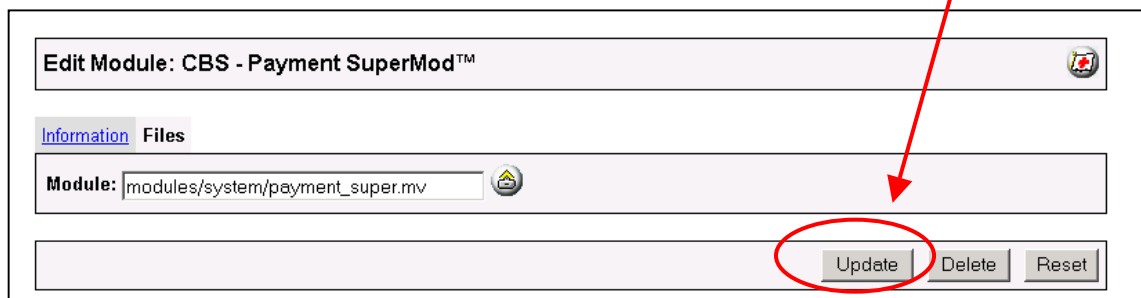 Edit Module: CBS - Payment SuperMod™
Information Files
Module: modules/system/payment_super.mv
Update Delete Reset